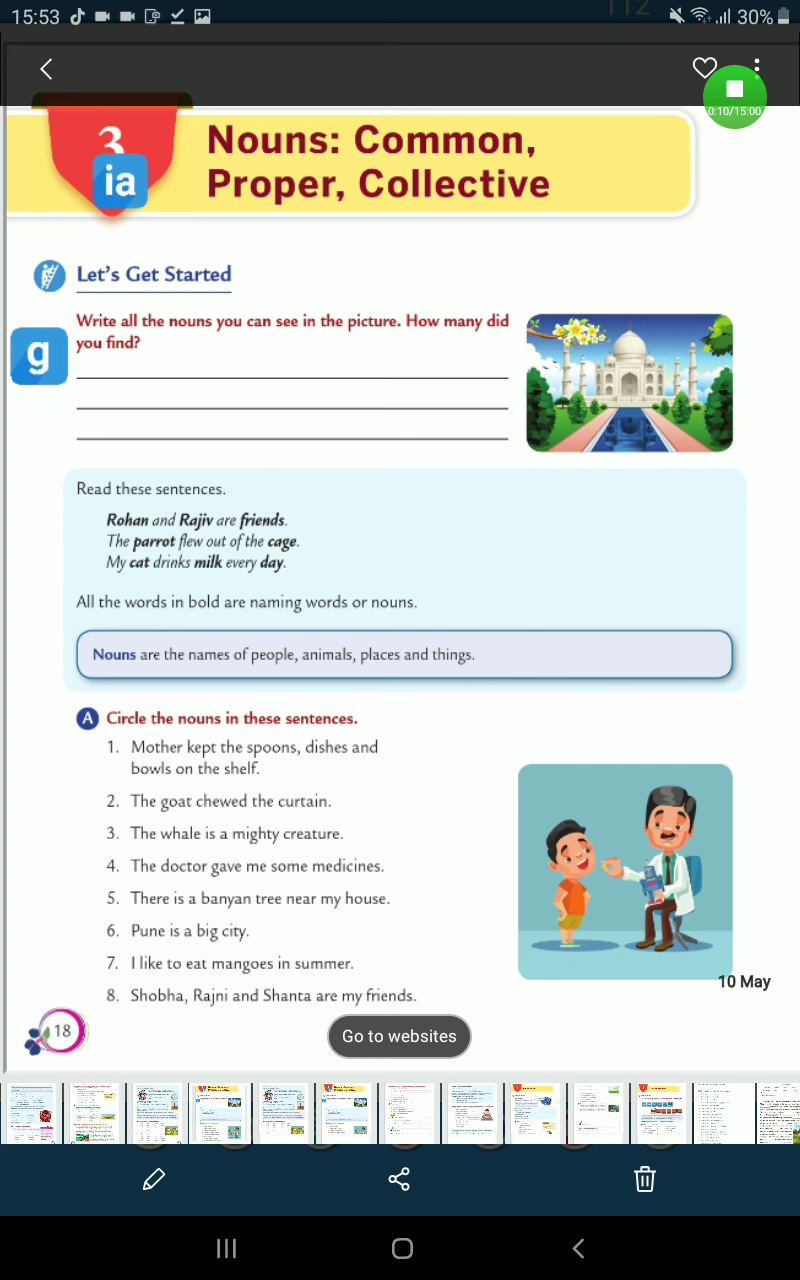 112
15:53
30%
0:10/15:00
3
ia
Nouns: Common,
Proper, Collective
Let's Get Started
Write all the nouns you can see in the picture. How many did
you find?
g
Read these sentences.
Rohan and Rajiv are friends.
The parrot flew out of the cage.
My cat drinks milk every day.
All the words in bold are naming words or nouns.
Nouns are the names of people, animals, places and things.
A Circle the nouns in these sentences.
1. Mother kept the spoons, dishes and
bowls on the shelf.
2. The goat chewed the curtain.
3. The whale is a mighty creature.
4. The doctor gave me some medicines.
5. There is a banyan tree near my house.
6. Pune is a big city.
7. I like to eat mangoes in summer.
8. Shobha, Rajni and Shanta are my friends.
10 May
18
Go to websites